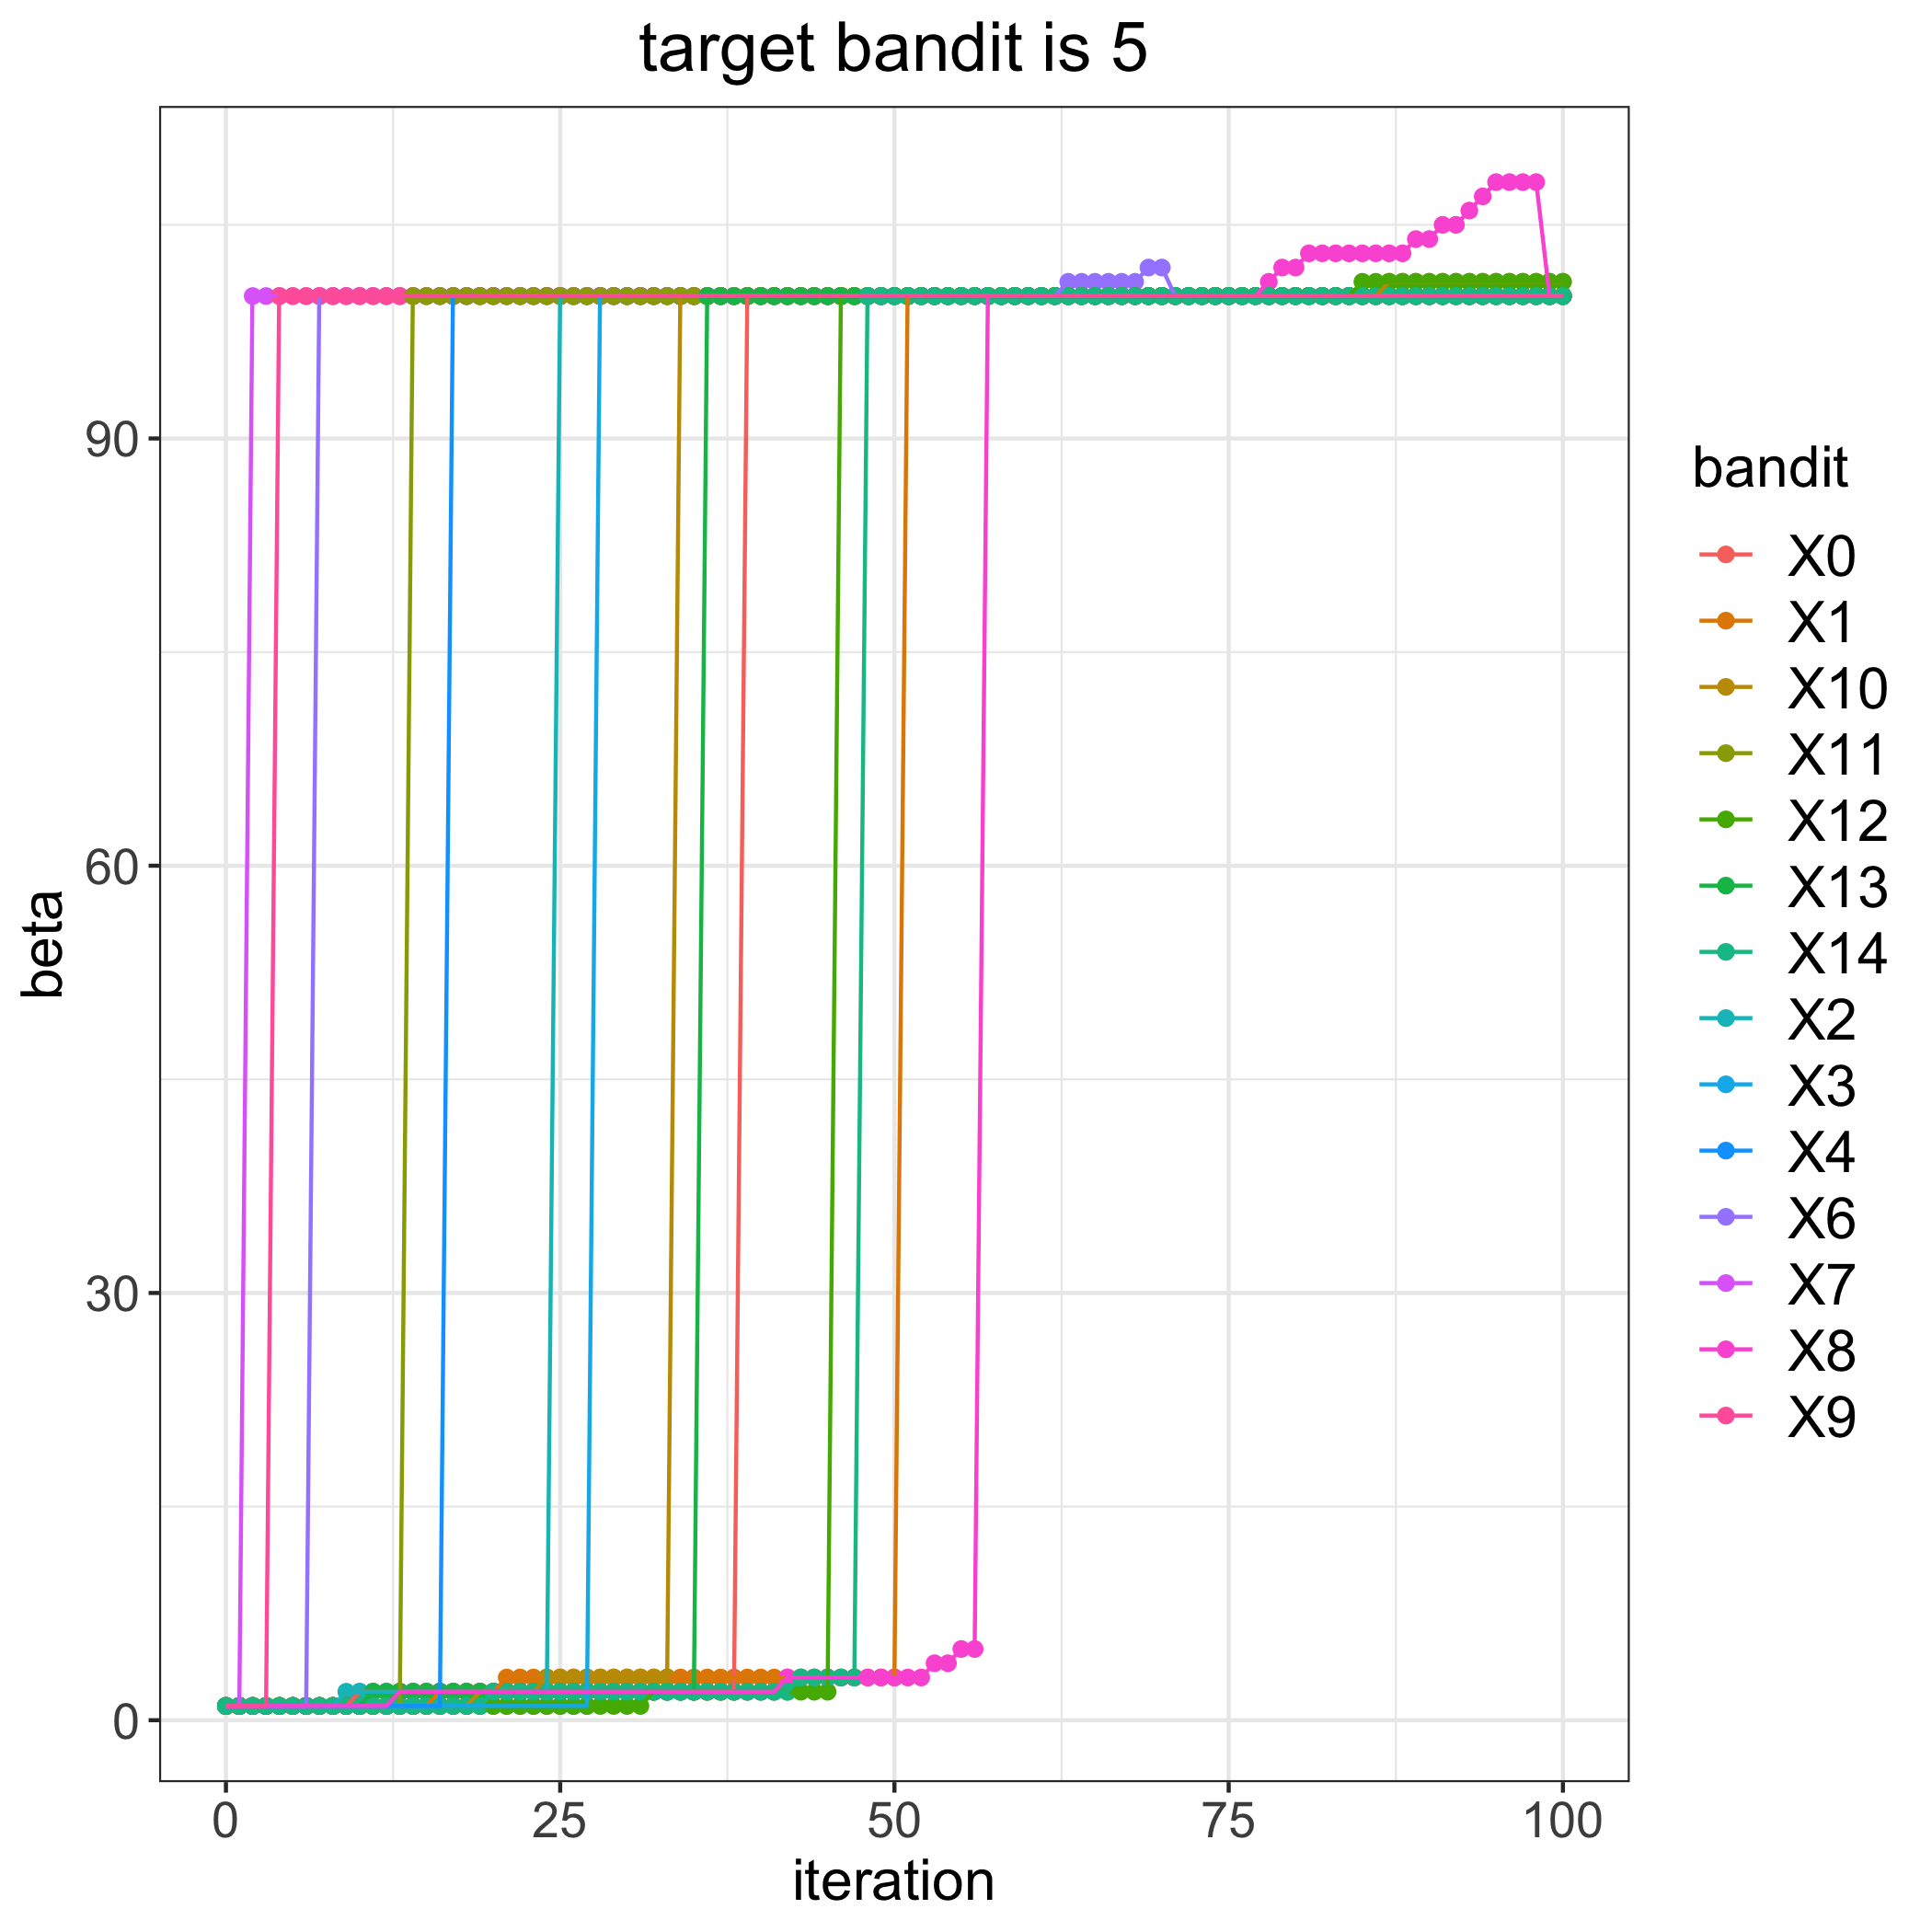 target bandit is 5
beta
90
60
30
0
0
25
50
75
100
iteration
bandit
X0
X1
X10
X11
X12
X13
X14
X2
X3
X4
X6
X7
X8
X9